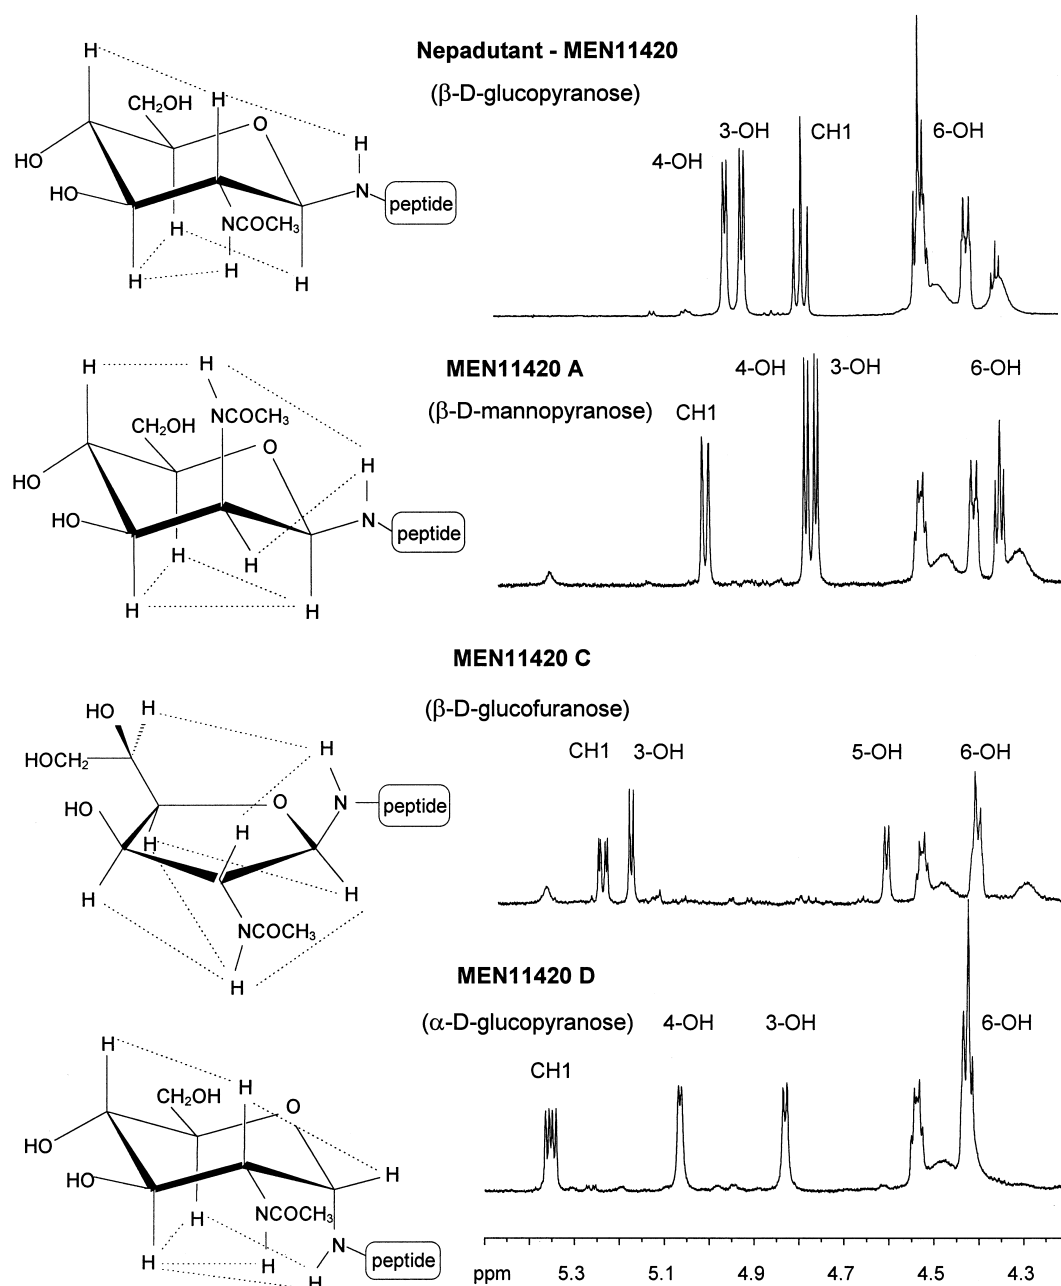 Nepadutant - MEN11420
(β-D-glucopyranose)
H
H
CH₂OH
O
H
HO
HO
N
peptide
NCOCH₃
H
H
H
H
4-OH
3-OH
CH1
6-OH
MEN11420 A
(β-D-mannopyranose)
H
H
NCOCH₃
CH₂OH
O
H
HO
HO
N
peptide
H
H
H
H
CH1
4-OH
3-OH
6-OH
MEN11420 C
(β-D-glucofuranose)
HO
H
HOCH₂
H
HO
O
N
peptide
H
H
H
H
NCOCH₃
H
CH1
3-OH
5-OH
6-OH
MEN11420 D
(α-D-glucopyranose)
H
H
CH₂OH
O
HO
H
HO
NCOCH₃
H
N
peptide
H
H
H
CH1
4-OH
3-OH
6-OH
ppm 5.3 5.1 4.9 4.7 4.5 4.3